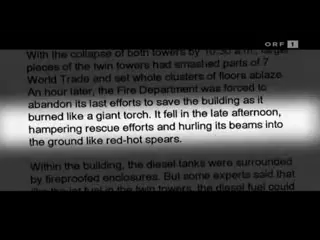 ORF 1
With the collapse of both towers by 10:30 a.m., larger
pieces of the twin towers had smashed parts of 7
World Trade and set whole clusters of floors ablaze.
An hour later, the Fire Department was forced to
abandon its last efforts to save the building as it
burned like a giant torch. It fell in the late afternoon,
hampering rescue efforts and hurling its beams into
the ground like red-hot spears.
Within the building, the diesel tanks were surrounded
by fireproofed enclosures. But some experts said that
like the jet fuel in the twin towers, the diesel fuel could